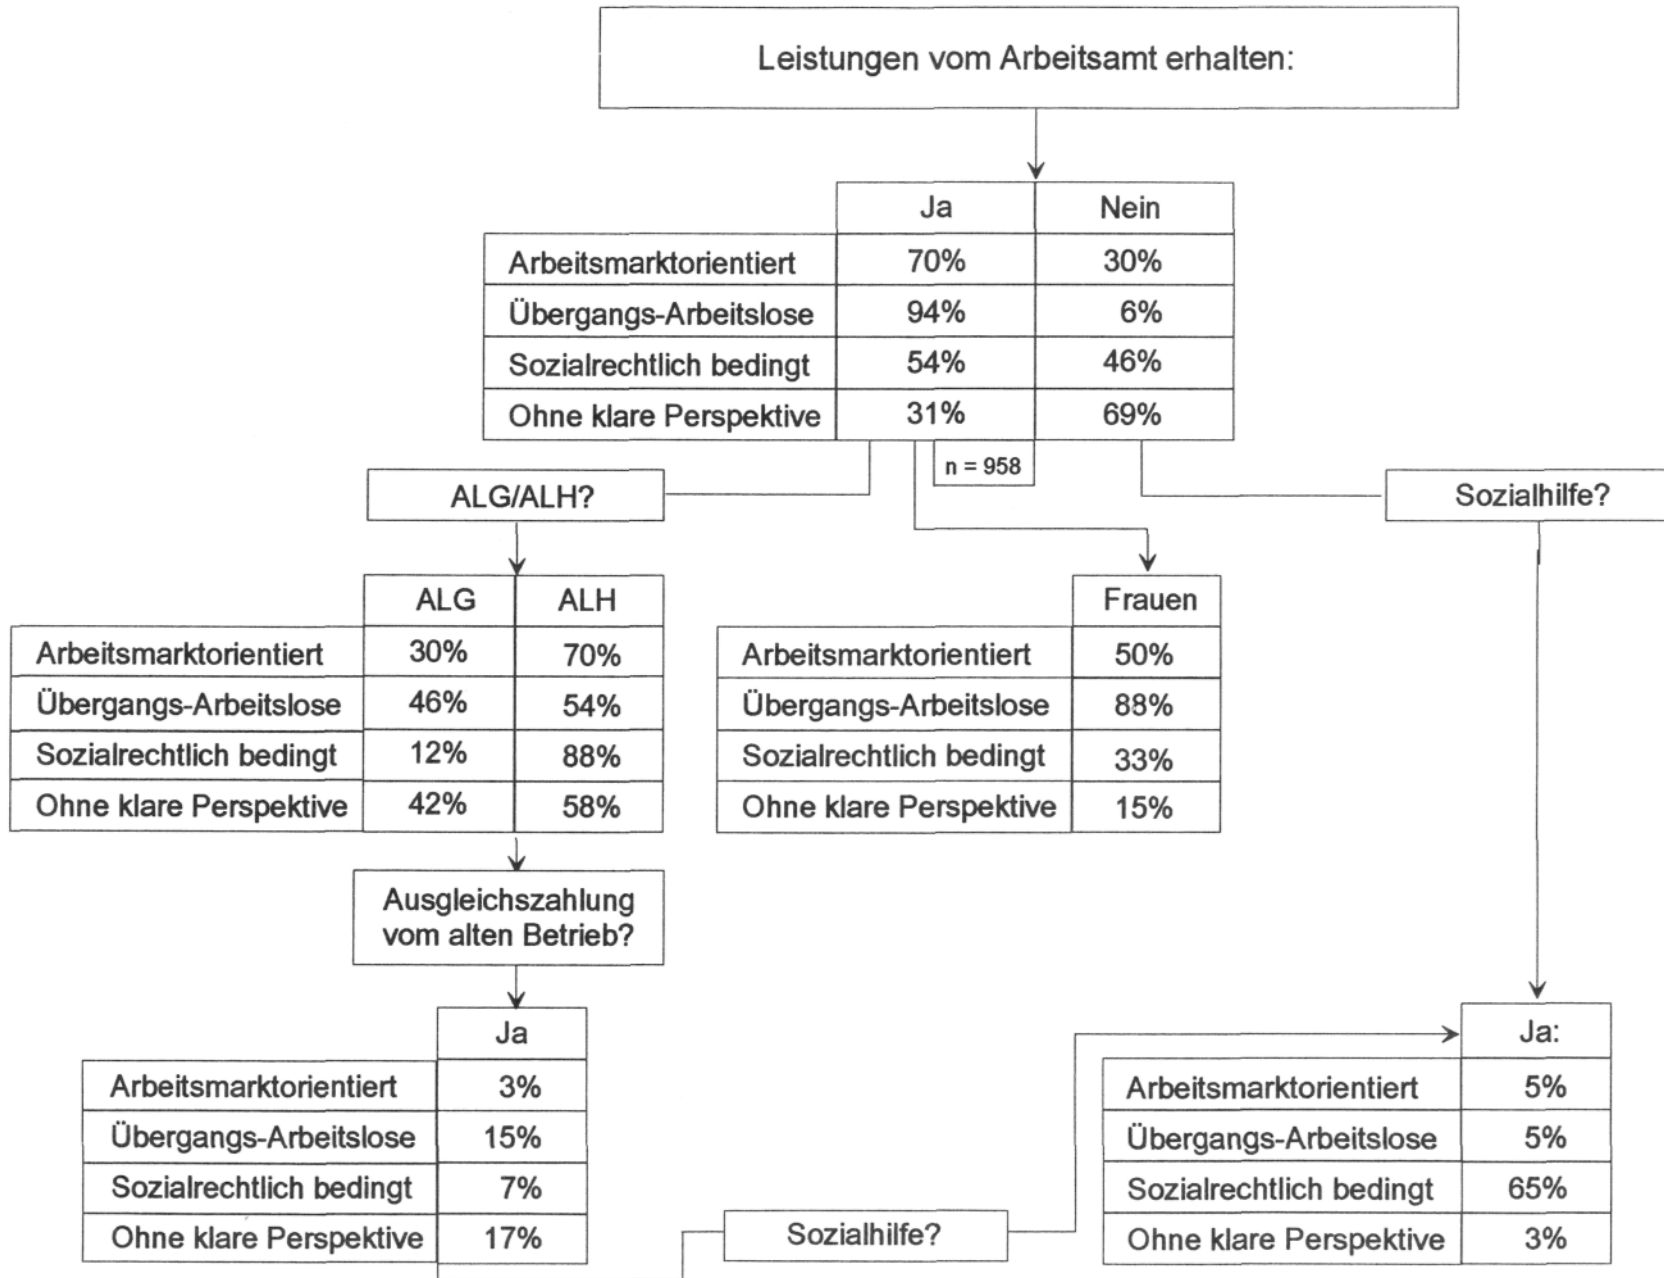 Leistungen vom Arbeitsamt erhalten:
Ja Nein
Arbeitsmarktorientiert 70% 30%
Übergangs-Arbeitslose 94% 6%
Sozialrechtlich bedingt 54% 46%
Ohne klare Perspektive 31% 69%
n = 958
ALG/ALH?
Sozialhilfe?
ALG ALH
Arbeitsmarktorientiert 30% 70%
Übergangs-Arbeitslose 46% 54%
Sozialrechtlich bedingt 12% 88%
Ohne klare Perspektive 42% 58%
Frauen
Arbeitsmarktorientiert 50%
Übergangs-Arbeitslose 88%
Sozialrechtlich bedingt 33%
Ohne klare Perspektive 15%
Ausgleichszahlung
vom alten Betrieb?
Ja
Arbeitsmarktorientiert 3%
Übergangs-Arbeitslose 15%
Sozialrechtlich bedingt 7%
Ohne klare Perspektive 17%
Sozialhilfe?
Ja:
Arbeitsmarktorientiert 5%
Übergangs-Arbeitslose 5%
Sozialrechtlich bedingt 65%
Ohne klare Perspektive 3%